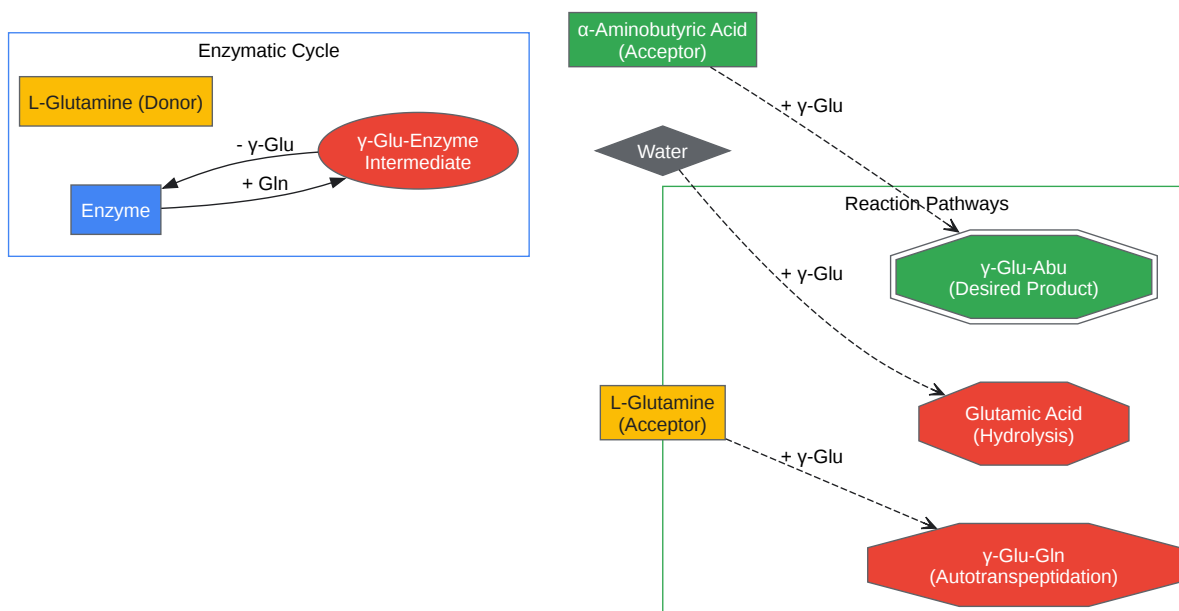 Enzymatic Cycle
L-Glutamine (Donor)
- γ-Glu
γ-Glu-Enzyme
Intermediate
+ Gln
Enzyme
α-Aminobutyric Acid
(Acceptor)
+ γ-Glu
Water
Reaction Pathways
γ-Glu-Abu
(Desired Product)
+ γ-Glu
L-Glutamine
(Acceptor)
Glutamic Acid
(Hydrolysis)
+ γ-Glu
γ-Glu-Gln
(Autotranspeptidation)